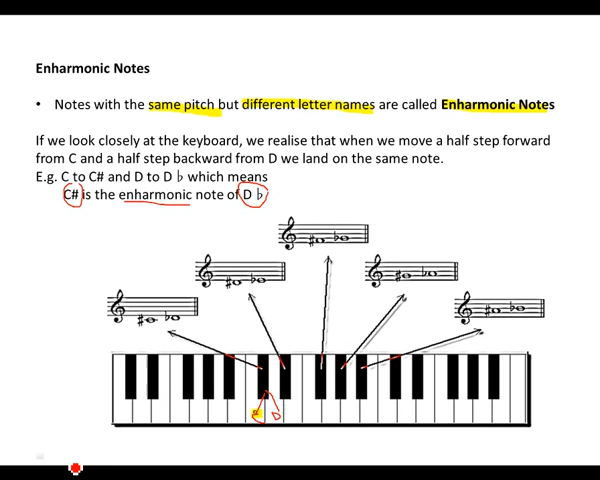 Enharmonic Notes
• Notes with the same pitch but different letter names are called Enharmonic Notes
If we look closely at the keyboard, we realise that when we move a half step forward
from C and a half step backward from D we land on the same note.
E.g. C to C# and D to D♭ which means
C# is the enharmonic note of D♭
D